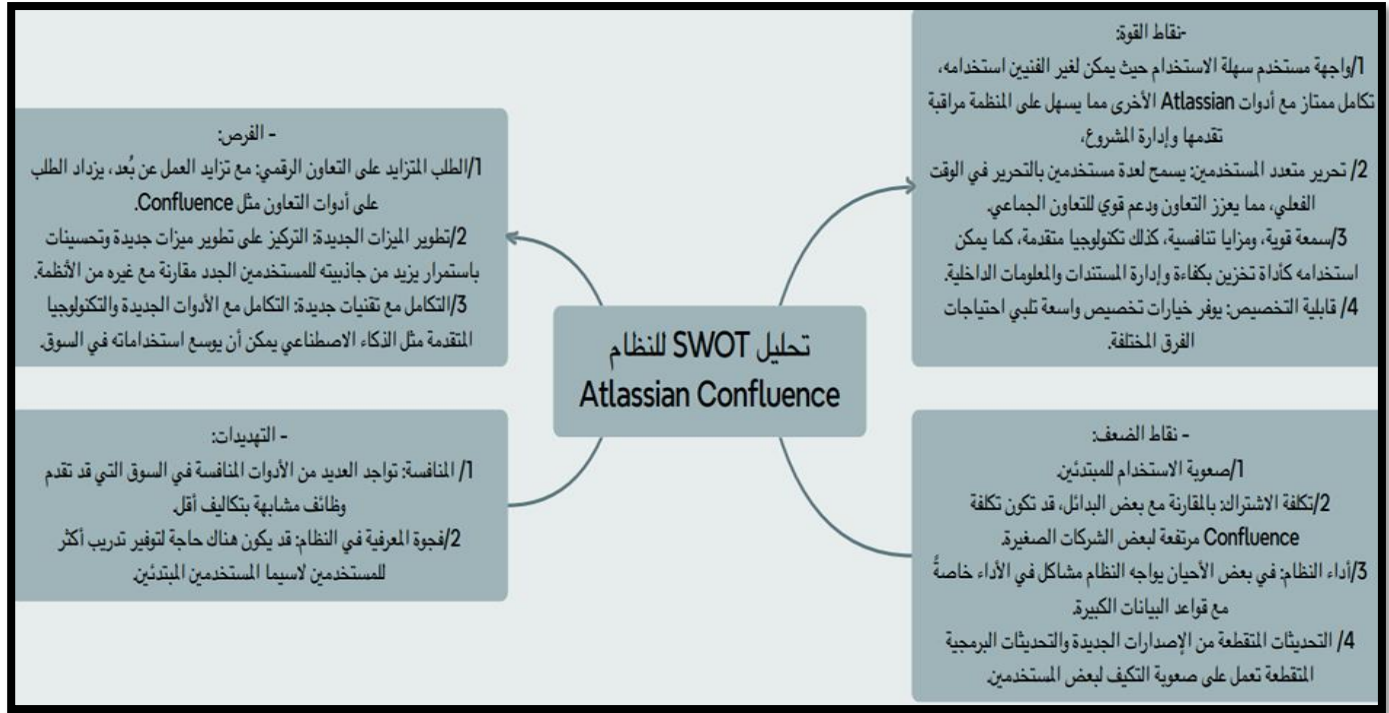 -نقاط القوة:
1/واجهة مستخدم سهلة الاستخدام حيث يمكن لغير الفنيين استخدامه،
تكامل ممتاز مع أدوات Atlassian الأخرى مما يسهل على المنظمة مراقبة
تقدمها وإدارة المشروع،
2/ تحرير متعدد المستخدمين: يسمح لعدة مستخدمين بالتحرير في الوقت
الفعلي، مما يعزز التعاون ودعم قوي للتعاون الجماعي.
3/سمعة قوية، ومزايا تنافسية، كذلك تكنولوجيا متقدمة، كما يمكن
استخدامه كأداة تخزين بكفاءة وإدارة المستندات والمعلومات الداخلية.
4/ قابلية التخصيص: يوفر خيارات تخصيص واسعة تلبي احتياجات
الفرق المختلفة.
- الفرص:
1/الطلب المتزايد على التعاون الرقمي: مع تزايد العمل عن بُعد، يزداد الطلب
على أدوات التعاون مثل Confluence.
2/تطوير الميزات الجديدة: التركيز على تطوير ميزات جديدة وتحسينات
باستمرار يزيد من جاذبيته للمستخدمين الجدد مقارنة مع غيره من الأنظمة.
3/التكامل مع تقنيات جديدة: التكامل مع الأدوات الجديدة والتكنولوجيا
المتقدمة مثل الذكاء الاصطناعي يمكن أن يوسع استخداماته في السوق.
تحليل SWOT للنظام
Atlassian Confluence
- نقاط الضعف:
1/صعوبة الاستخدام للمبتدئين.
2/تكلفة الاشتراك: بالمقارنة مع بعض البدائل، قد تكون تكلفة
Confluence مرتفعة لبعض الشركات الصغيرة.
3/أداء النظام: في بعض الأحيان يواجه النظام مشاكل في الأداء خاصةً
مع قواعد البيانات الكبيرة.
4/ التحديثات المتقطعة من الإصدارات الجديدة والتحديثات البرمجية
المتقطعة تعمل على صعوبة التكيف لبعض المستخدمين.
- التهديدات:
1/ المنافسة: تواجد العديد من الأدوات المنافسة في السوق التي قد تقدم
وظائف مشابهة بتكاليف أقل.
2/فجوة المعرفية في النظام: قد يكون هناك حاجة لتوفير تدريب أكثر
للمستخدمين لاسيما المستخدمين المبتدئين.